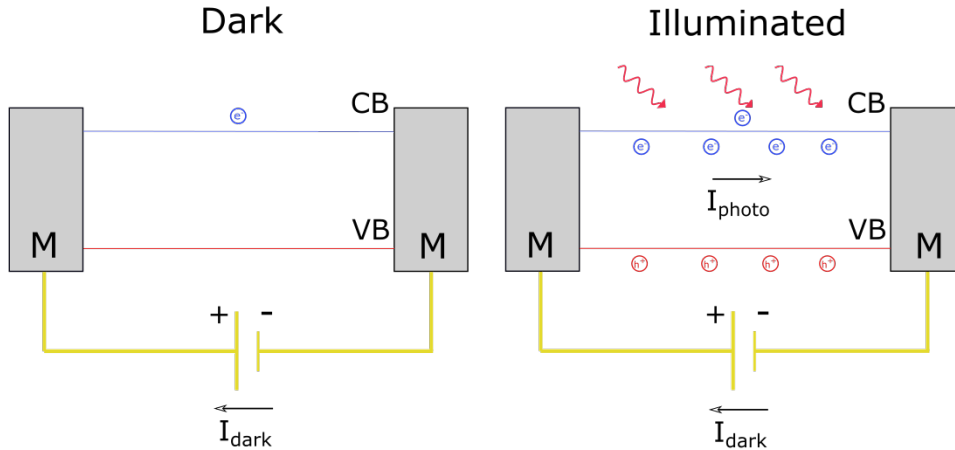 Dark
Illuminated
CB
e-
VB
M
M
+ -
I_dark
CB
e-
e- e- e- e-
I_photo
VB
M
M
h+ h+ h+ h+
+ -
I_dark